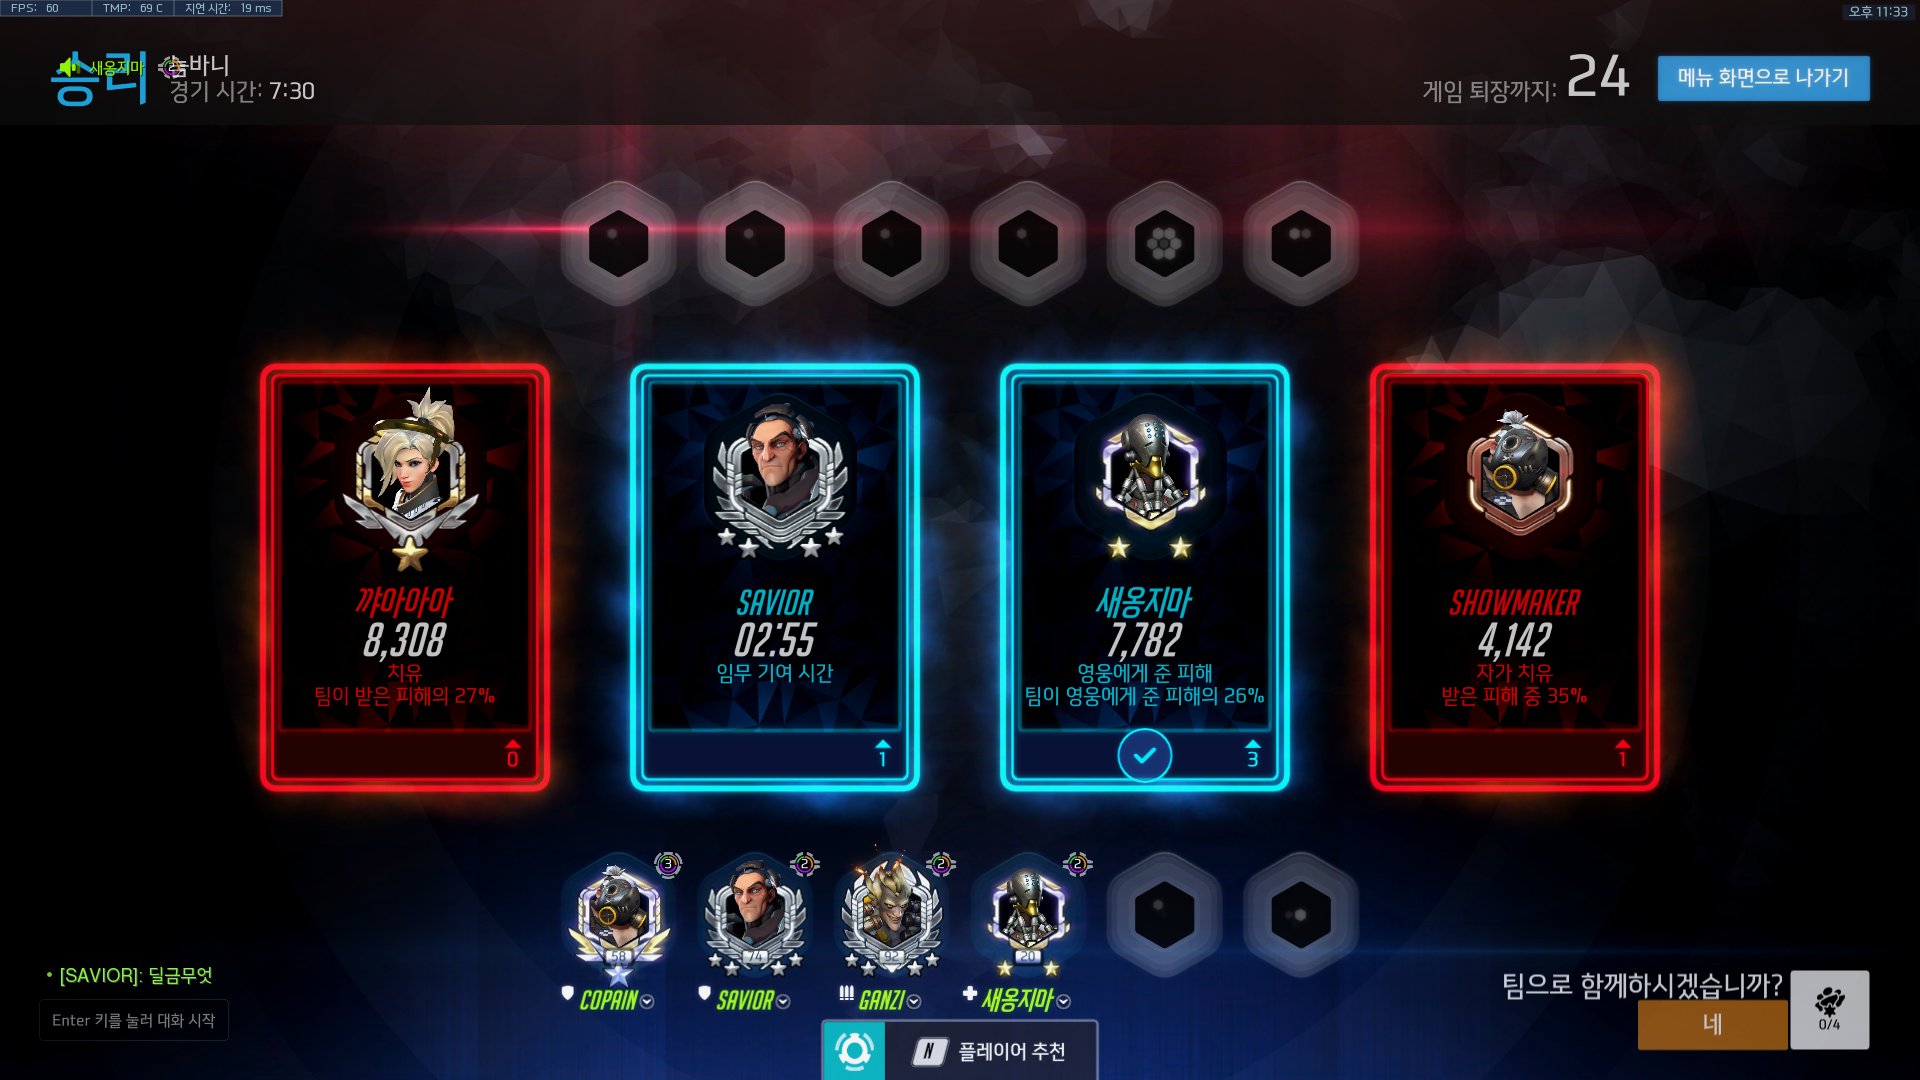 FPS: 60 TMP: 69 C 지연 시간: 19 ms
오후 11:33
승리
새옹지마
눔바니
경기 시간: 7:30
게임 퇴장까지: 24
메뉴 화면으로 나가기
꺄아아아
8,308
치유
팀이 받은 피해의 27%
0
SAVIOR
02:55
임무 기여 시간
1
새옹지마
7,782
영웅에게 준 피해
팀이 영웅에게 준 피해의 26%
3
SHOWMAKER
4,142
자가 치유
받은 피해 중 35%
1
3 2 2 2
58 74 92 20
COPAIN SAVIOR GANZI 새옹지마
[SAVIOR]: 딜금무엇
Enter 키를 눌러 대화 시작
N 플레이어 추천
팀으로 함께하시겠습니까?
네
0/4